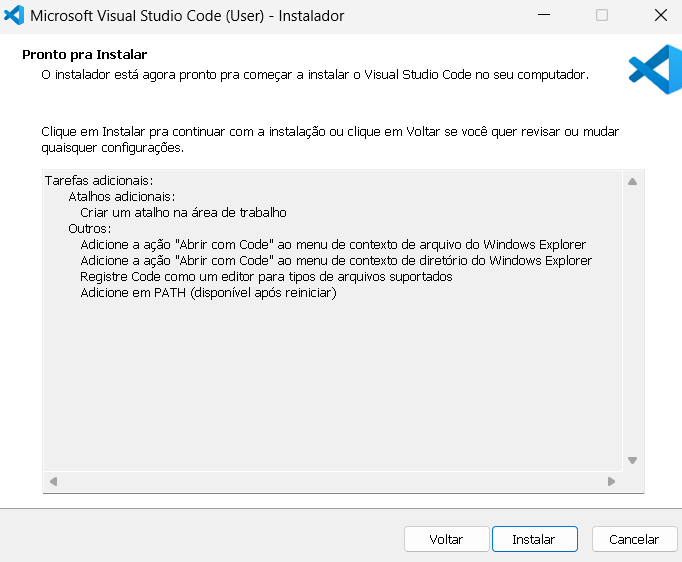 Microsoft Visual Studio Code (User) - Instalador
Pronto pra Instalar
O instalador está agora pronto pra começar a instalar o Visual Studio Code no seu computador.
Clique em Instalar pra continuar com a instalação ou clique em Voltar se você quer revisar ou mudar
quaisquer configurações.
Tarefas adicionais:
Atalhos adicionais:
Criar um atalho na área de trabalho
Outros:
Adicione a ação "Abrir com Code" ao menu de contexto de arquivo do Windows Explorer
Adicione a ação "Abrir com Code" ao menu de contexto de diretório do Windows Explorer
Registre Code como um editor para tipos de arquivos suportados
Adicione em PATH (disponível após reiniciar)
Voltar Instalar Cancelar